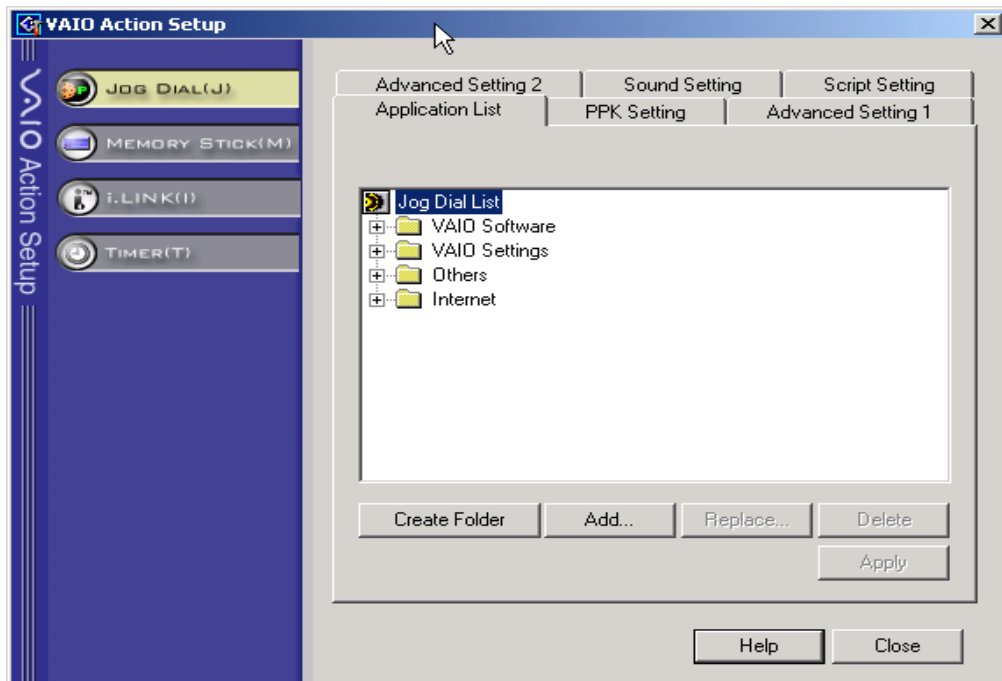 VAIO Action Setup
VAIO Action Setup
JOG DIAL(J)
MEMORY STICK(M)
i.LINK(I)
TIMER(T)
Advanced Setting 2
Sound Setting
Script Setting
Application List
PPK Setting
Advanced Setting 1
Jog Dial List
VAIO Software
VAIO Settings
Others
Internet
Create Folder
Add...
Replace...
Delete
Apply
Help
Close